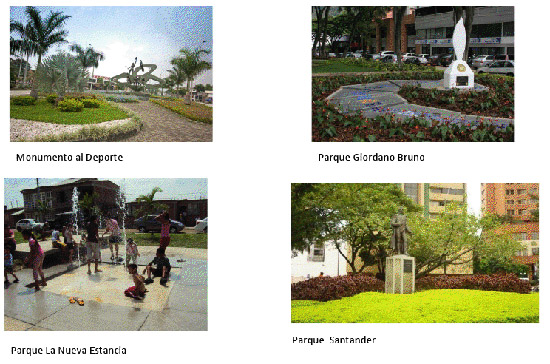 Monumento al Deporte
Parque Giordano Bruno
Parque La Nueva Estancia
Parque Santander